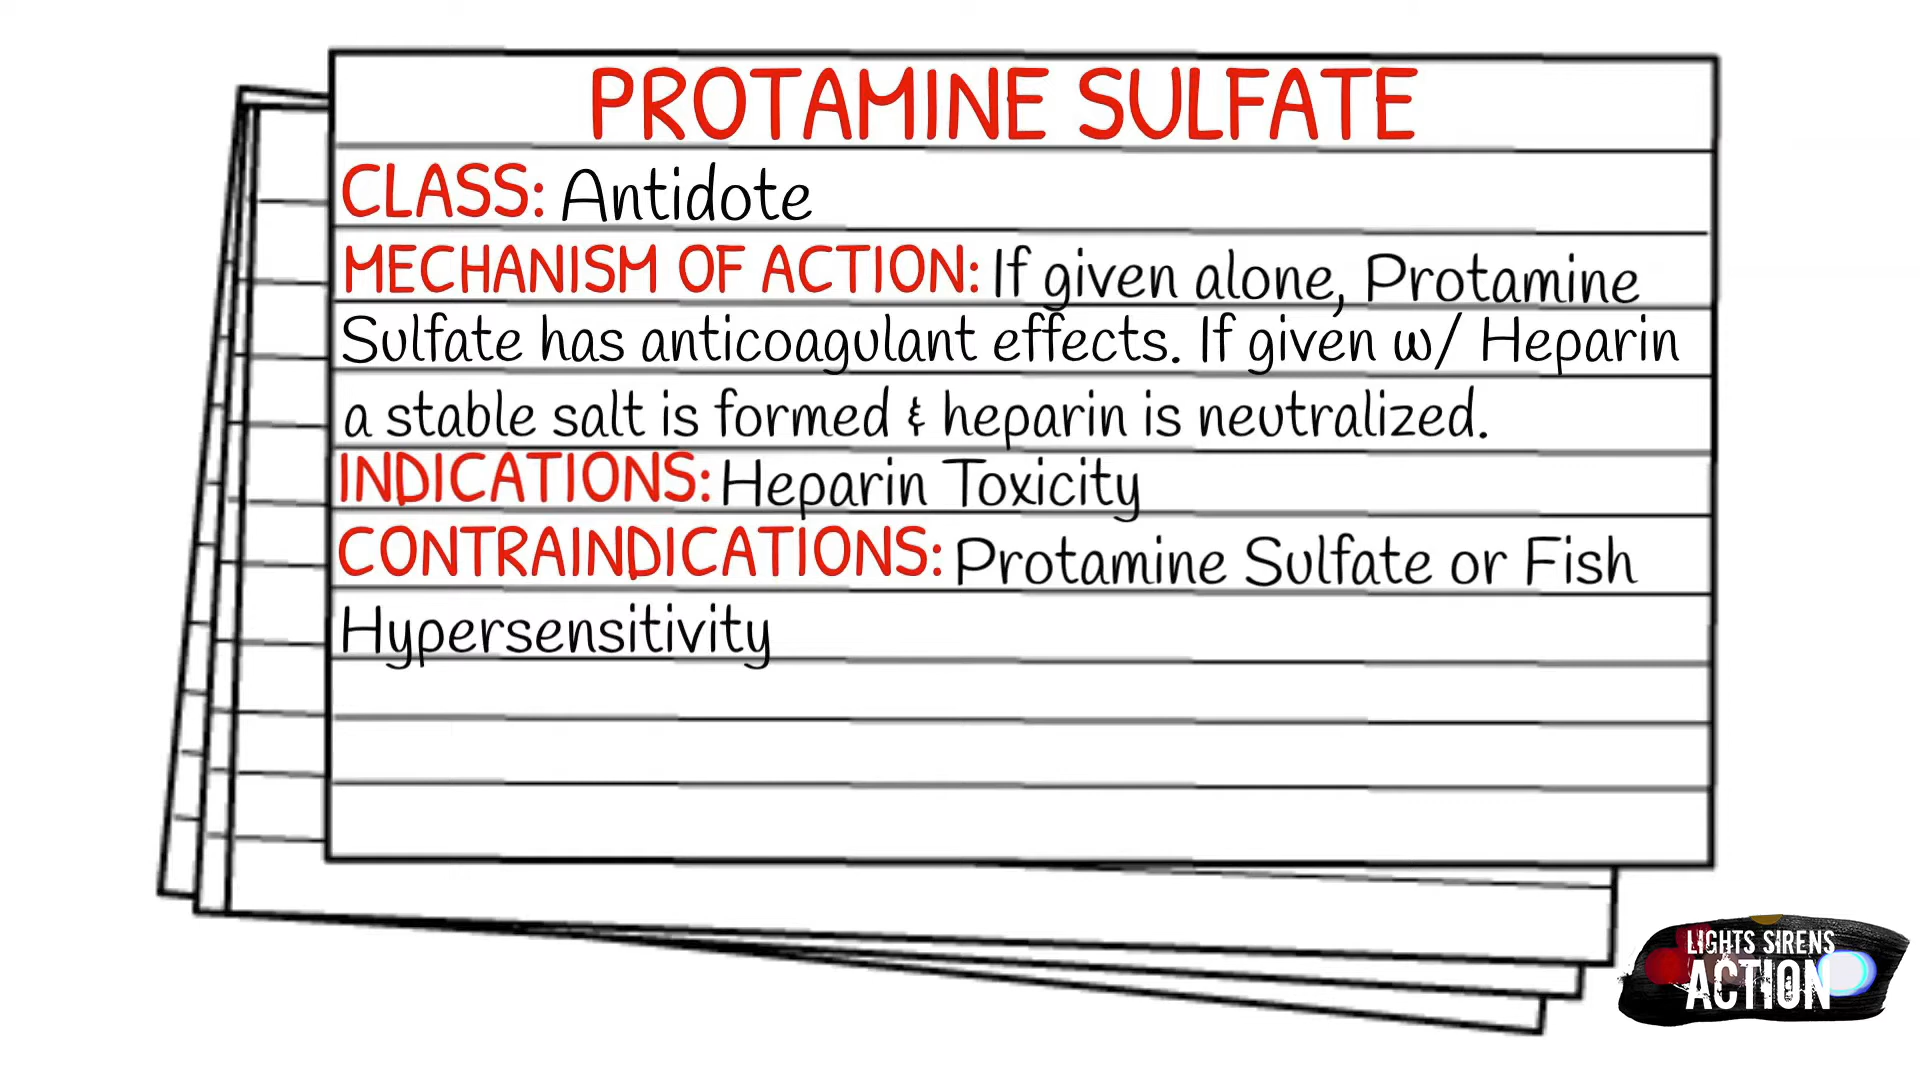 PROTAMINE SULFATE
CLASS: Antidote
MECHANISM OF ACTION: If given alone, Protamine
Sulfate has anticoagulant effects. If given w/ Heparin
a stable salt is formed & heparin is neutralized.
INDICATIONS: Heparin Toxicity
CONTRAINDICATIONS: Protamine Sulfate or Fish
Hypersensitivity
LIGHTS SIRENS
ACTION